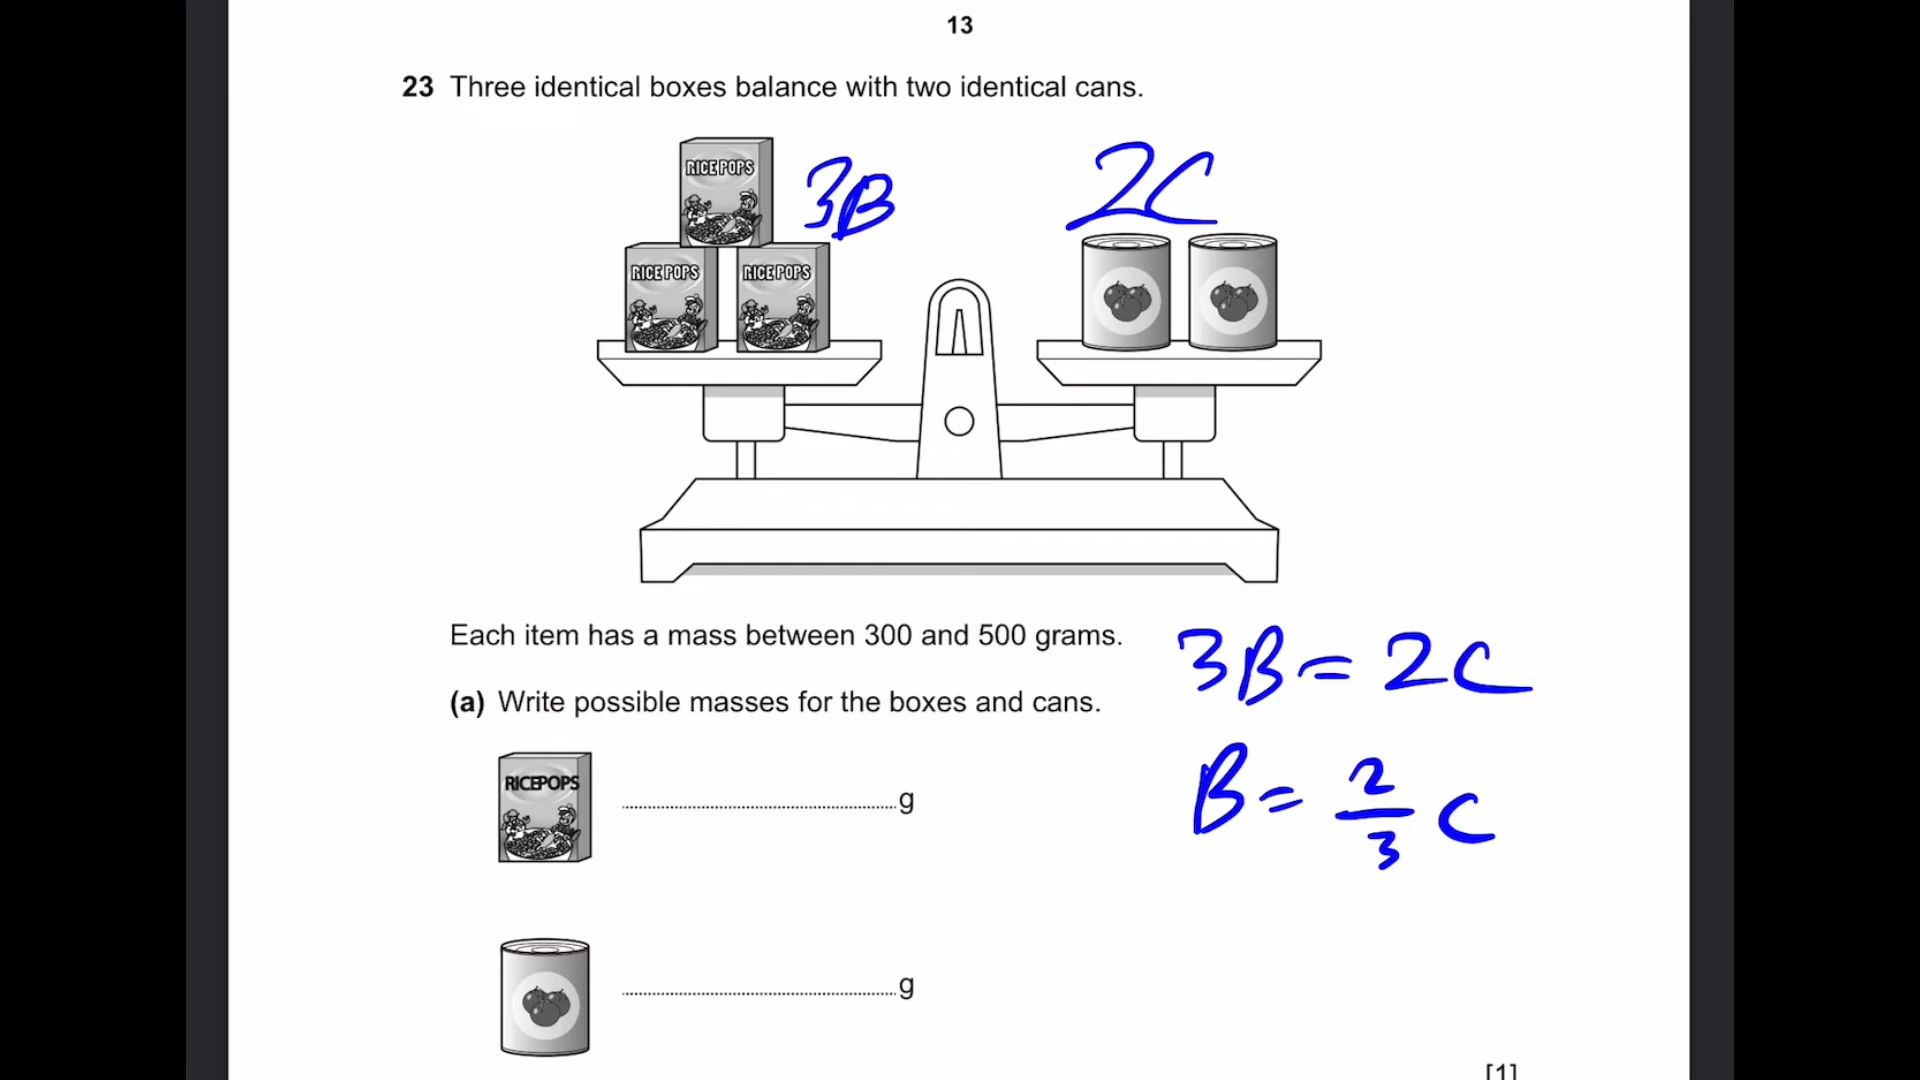 13
23 Three identical boxes balance with two identical cans.
RICE POPS
3B
2C
RICE POPS
RICE POPS
Each item has a mass between 300 and 500 grams.
3B = 2C
(a) Write possible masses for the boxes and cans.
RICEPOPS
g
B = 2/3 C
g
[1]